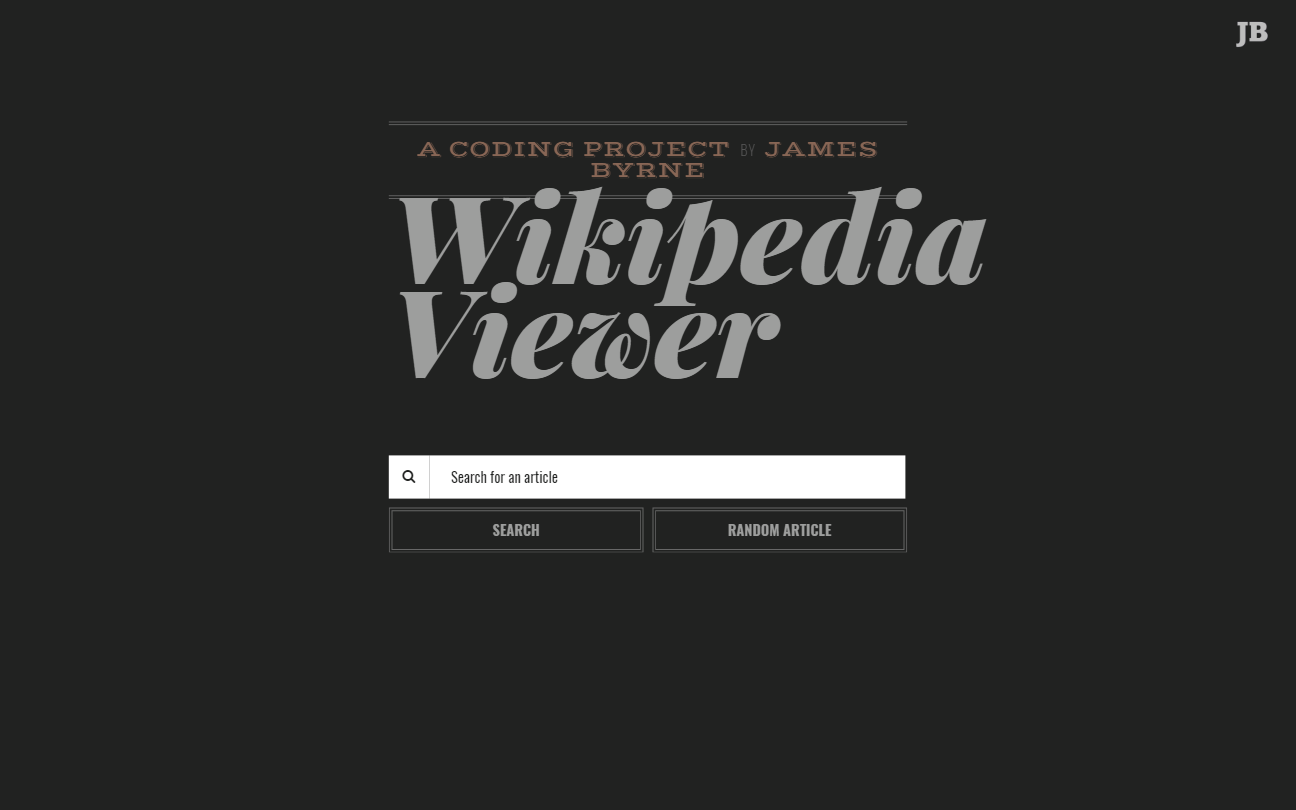 JB
A CODING PROJECT BY JAMES
BYRNE
Wikipedia
Viewer
Search for an article
SEARCH
RANDOM ARTICLE